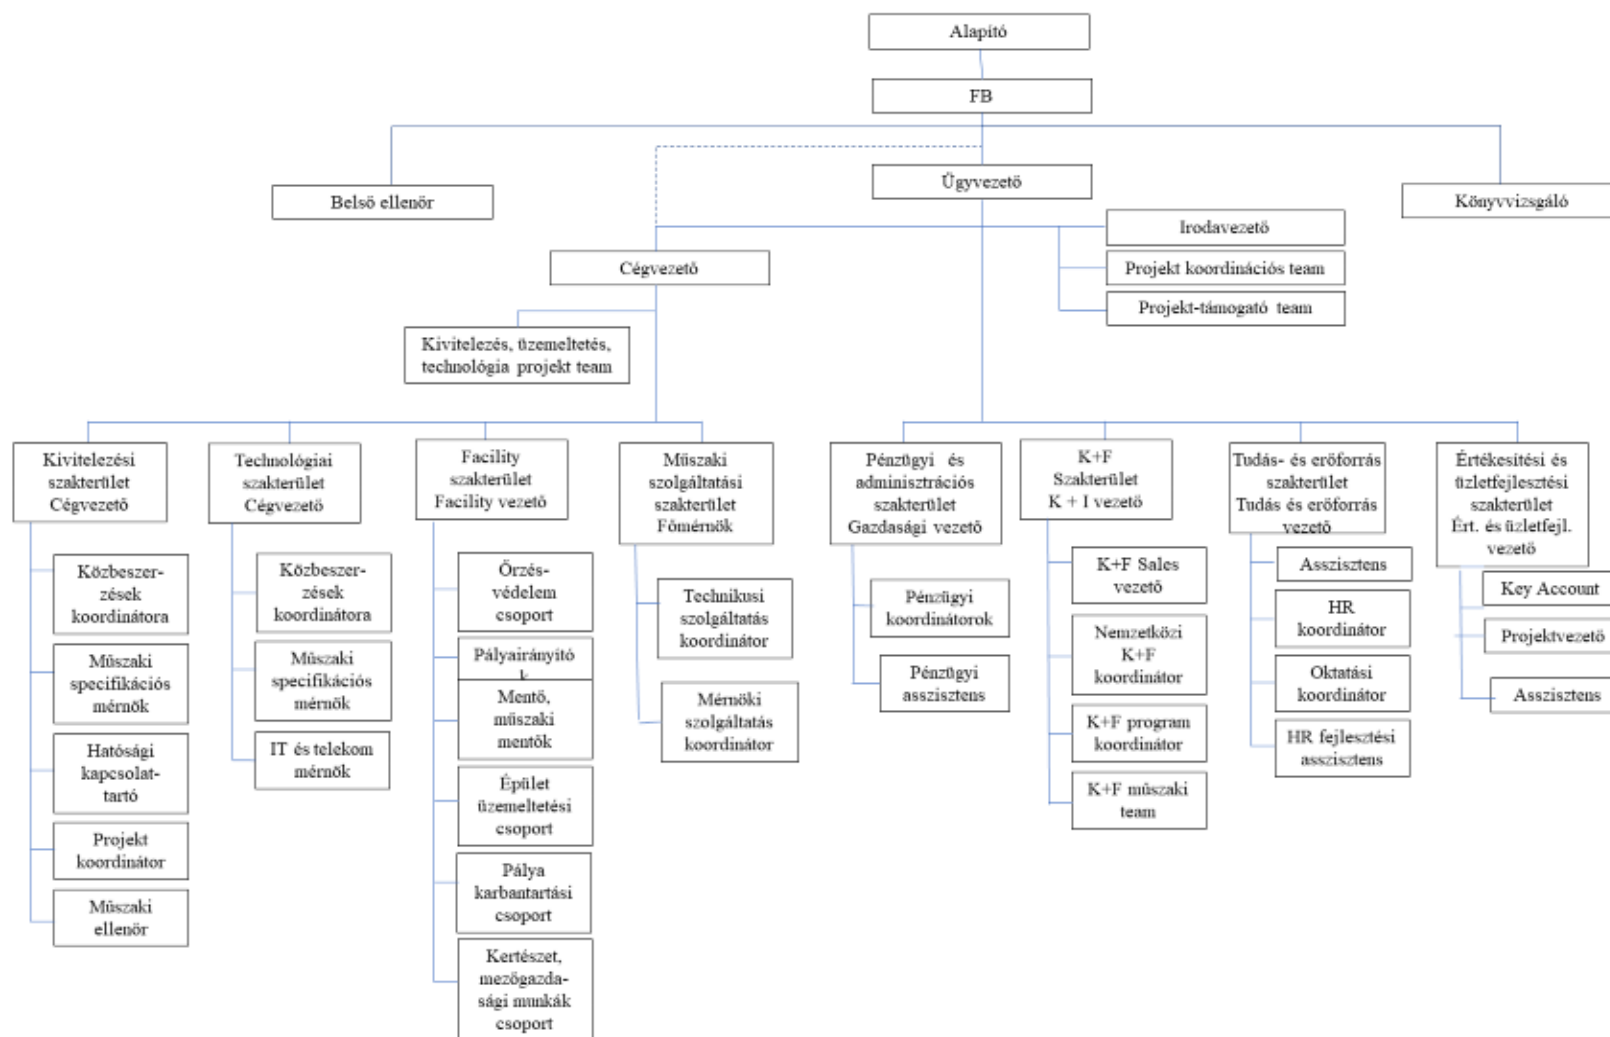 Alapító
FB
Belső ellenőr
Ügyvezető
Könyvvizsgáló
Irodavezető
Projekt koordinációs team
Projekt-támogató team
Cégvezető
Kivitelezés, üzemeltetés,
technológia projekt team
Kivitelezési
szakterület
Cégvezető
Közbeszer-
zések
koordinátora
Műszaki
specifikációs
mérnök
Hatósági
kapcsolat-
tartó
Projekt
koordinátor
Műszaki
ellenőr
Technológiai
szakterület
Cégvezető
Közbeszer-
zések
koordinátora
Műszaki
specifikációs
mérnök
IT és telekom
mérnök
Facility
szakterület
Facility vezető
Őrzés-
védelem
csoport
Pályairányító
k
Mentő,
műszaki
mentők
Épület
üzemeltetési
csoport
Pálya
karbantartási
csoport
Kertészet,
mezőgazda-
sági munkák
csoport
Műszaki
szolgáltatási
szakterület
Főmérnök
Technikusi
szolgáltatás
koordinátor
Mérnöki
szolgáltatás
koordinátor
Pénzügyi és
adminisztrációs
szakterület
Gazdasági vezető
Pénzügyi
koordinátorok
Pénzügyi
asszisztens
K+F
Szakterület
K + I vezető
K+F Sales
vezető
Nemzetközi
K+F
koordinátor
K+F program
koordinátor
K+F műszaki
team
Tudás- és erőforrás
szakterület
Tudás és erőforrás
vezető
Asszisztens
HR
koordinátor
Oktatási
koordinátor
HR fejlesztési
asszisztens
Értékesítési és
üzletfejlesztési
szakterület
Ért. és üzletfejl.
vezető
Key Account
Projektvezető
Asszisztens